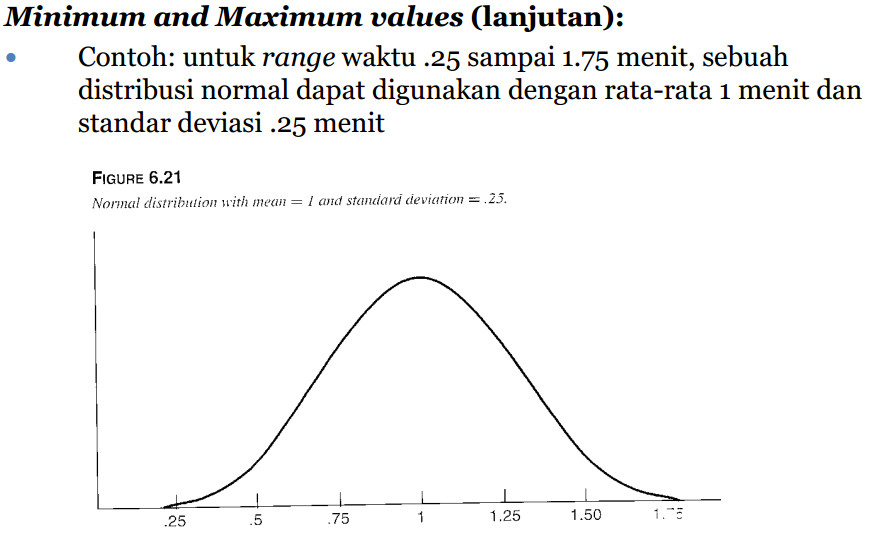 Minimum and Maximum values (lanjutan):
• Contoh: untuk range waktu .25 sampai 1.75 menit, sebuah
distribusi normal dapat digunakan dengan rata-rata 1 menit dan
standar deviasi .25 menit
FIGURE 6.21
Normal distribution with mean = 1 and standard deviation = .25.
.25 .5 .75 1 1.25 1.50